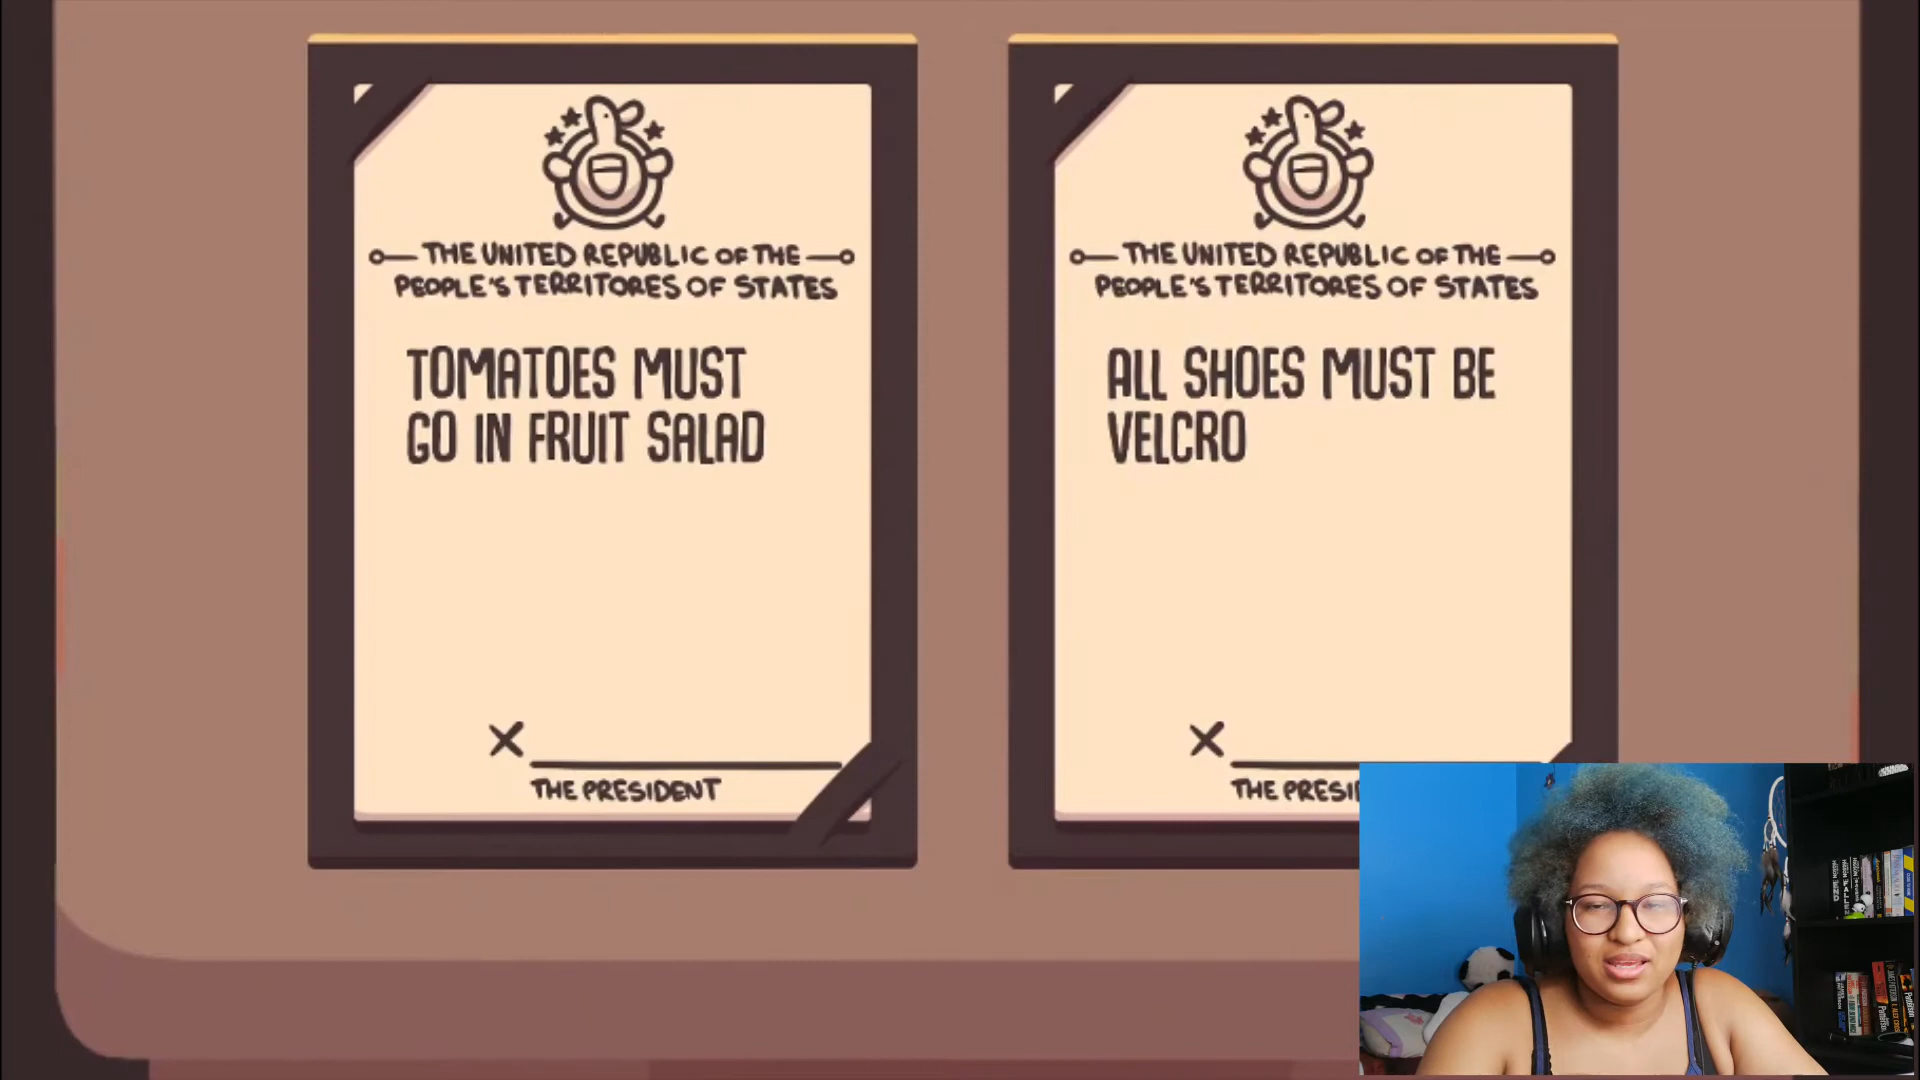 THE UNITED REPUBLIC OF THE
PEOPLE'S TERRITORES OF STATES
TOMATOES MUST
GO IN FRUIT SALAD
X
THE PRESIDENT
THE UNITED REPUBLIC OF THE
PEOPLE'S TERRITORES OF STATES
ALL SHOES MUST BE
VELCRO
X
THE PRESI